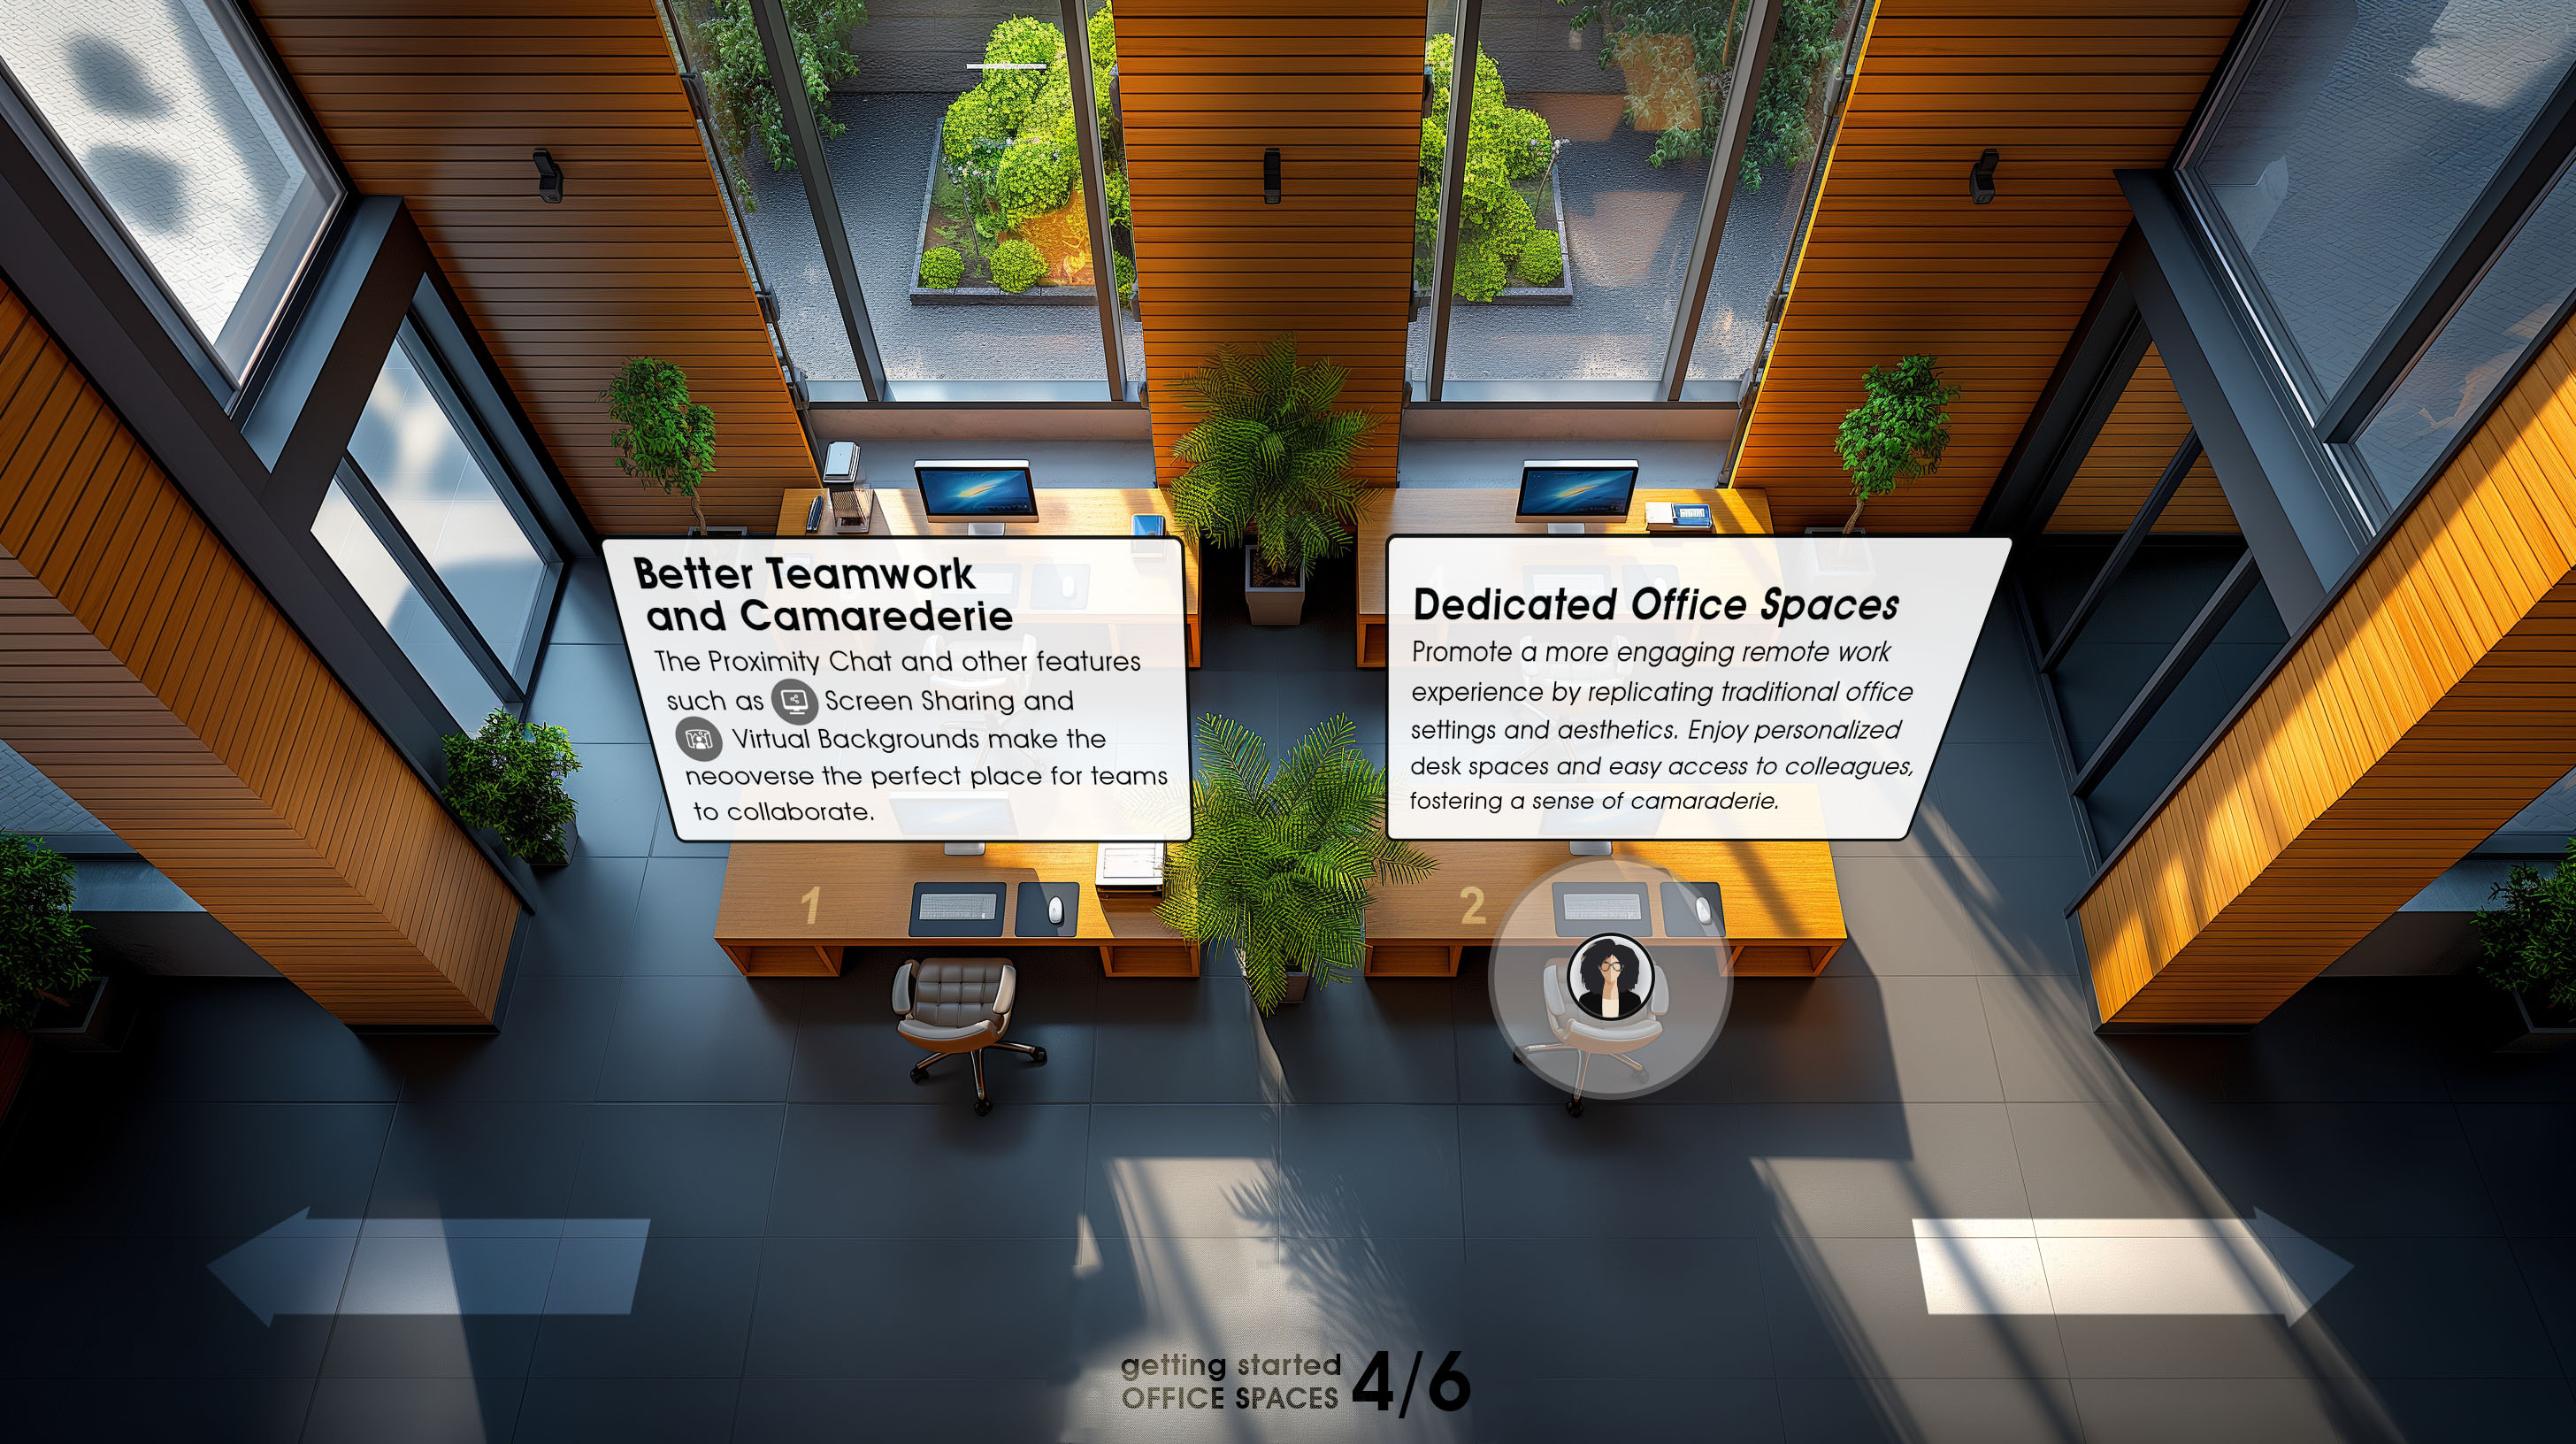 Better Teamwork
and Camarederie
The Proximity Chat and other features
such as Screen Sharing and
Virtual Backgrounds make the
neooverse the perfect place for teams
to collaborate.
Dedicated Office Spaces
Promote a more engaging remote work
experience by replicating traditional office
settings and aesthetics. Enjoy personalized
desk spaces and easy access to colleagues,
fostering a sense of camaraderie.
1
2
getting started
OFFICE SPACES 4/6